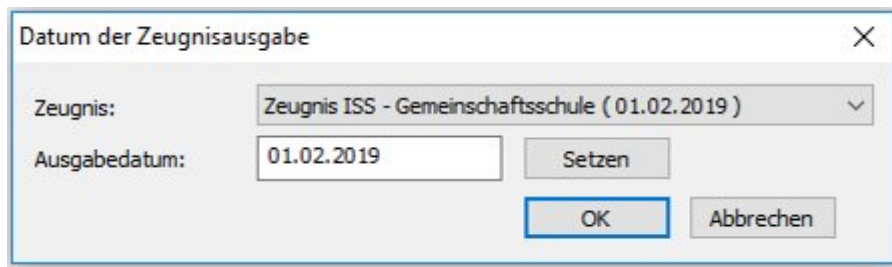 Datum der Zeugnisausgabe
Zeugnis: Zeugnis ISS - Gemeinschaftsschule ( 01.02.2019 )
Ausgabedatum: 01.02.2019 Setzen
OK Abbrechen